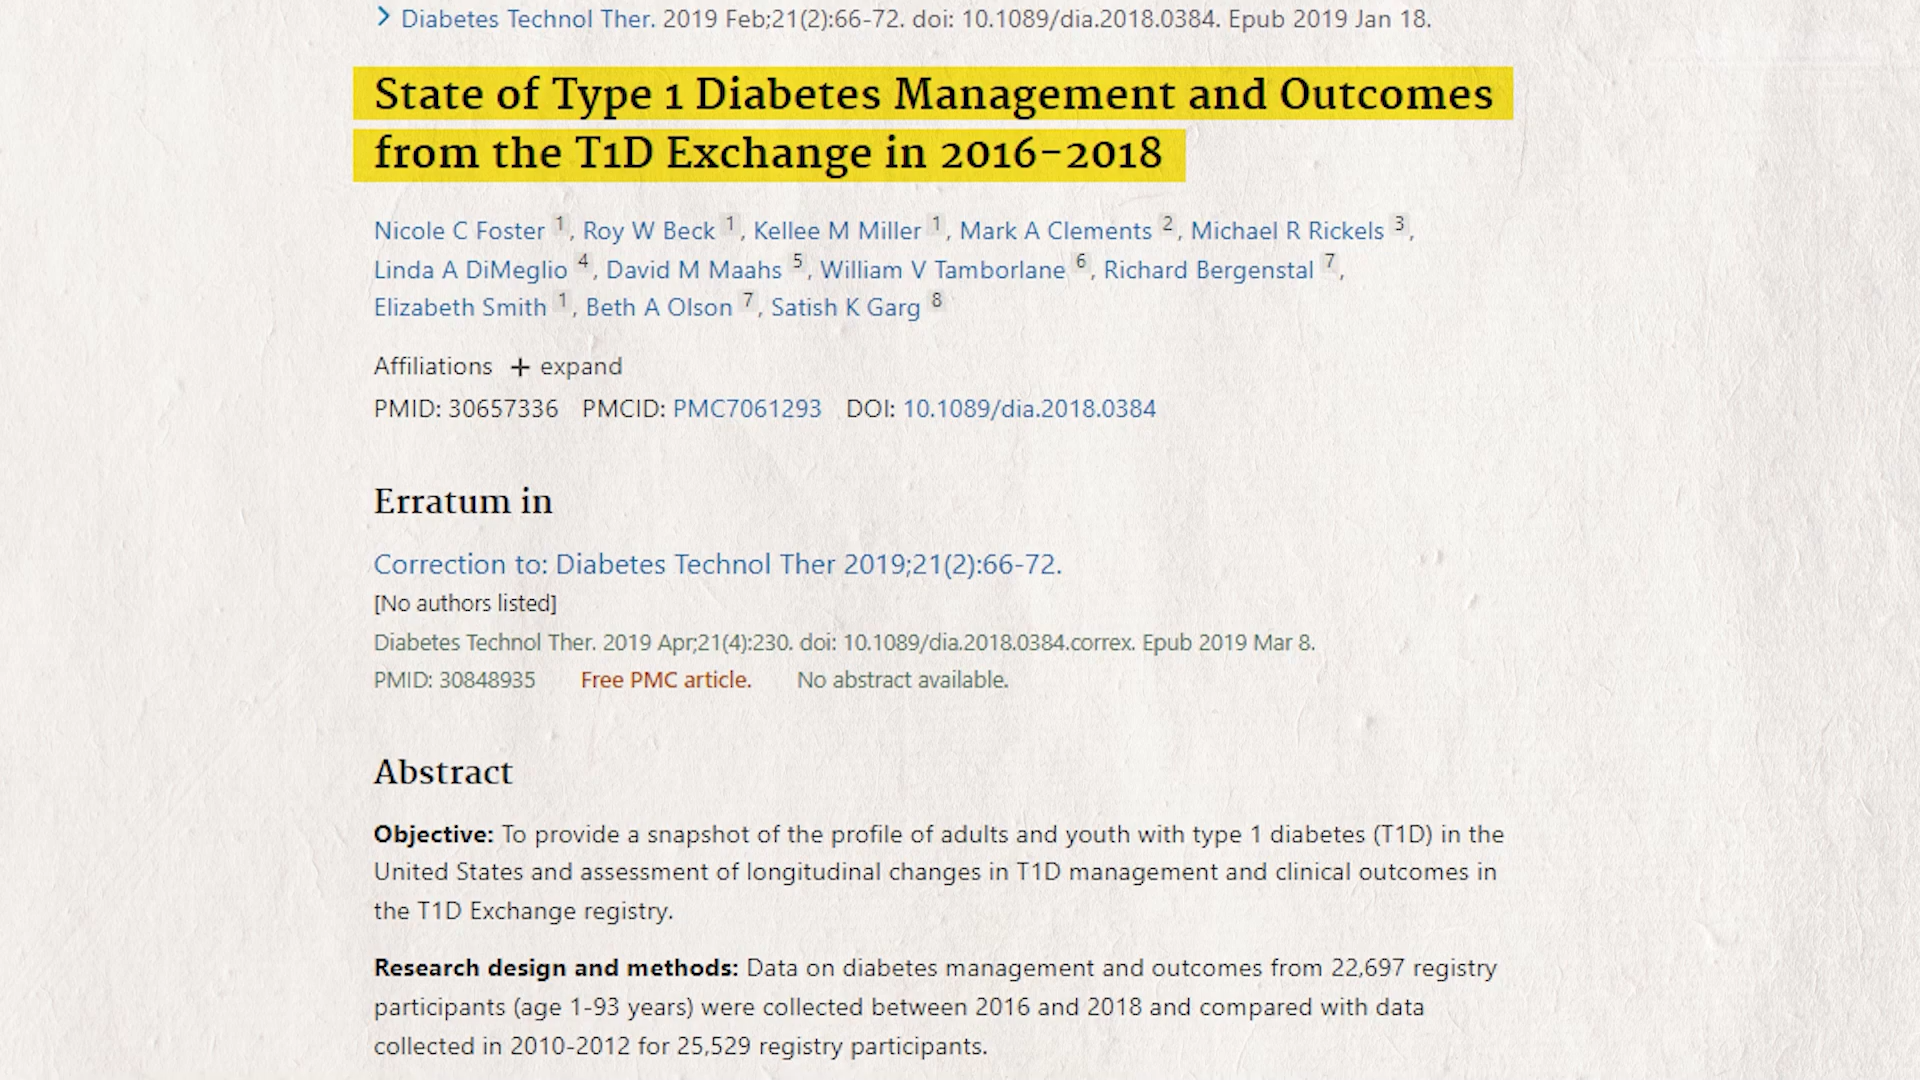 Diabetes Technol Ther. 2019 Feb;21(2):66-72. doi: 10.1089/dia.2018.0384. Epub 2019 Jan 18.
State of Type 1 Diabetes Management and Outcomes
from the T1D Exchange in 2016-2018
Nicole C Foster 1, Roy W Beck 1, Kellee M Miller 1, Mark A Clements 2, Michael R Rickels 3,
Linda A DiMeglio 4, David M Maahs 5, William V Tamborlane 6, Richard Bergenstal 7,
Elizabeth Smith 1, Beth A Olson 7, Satish K Garg 8
Affiliations + expand
PMID: 30657336 PMCID: PMC7061293 DOI: 10.1089/dia.2018.0384
Erratum in
Correction to: Diabetes Technol Ther 2019;21(2):66-72.
[No authors listed]
Diabetes Technol Ther. 2019 Apr;21(4):230. doi: 10.1089/dia.2018.0384.correx. Epub 2019 Mar 8.
PMID: 30848935 Free PMC article. No abstract available.
Abstract
Objective: To provide a snapshot of the profile of adults and youth with type 1 diabetes (T1D) in the
United States and assessment of longitudinal changes in T1D management and clinical outcomes in
the T1D Exchange registry.
Research design and methods: Data on diabetes management and outcomes from 22,697 registry
participants (age 1-93 years) were collected between 2016 and 2018 and compared with data
collected in 2010-2012 for 25,529 registry participants.